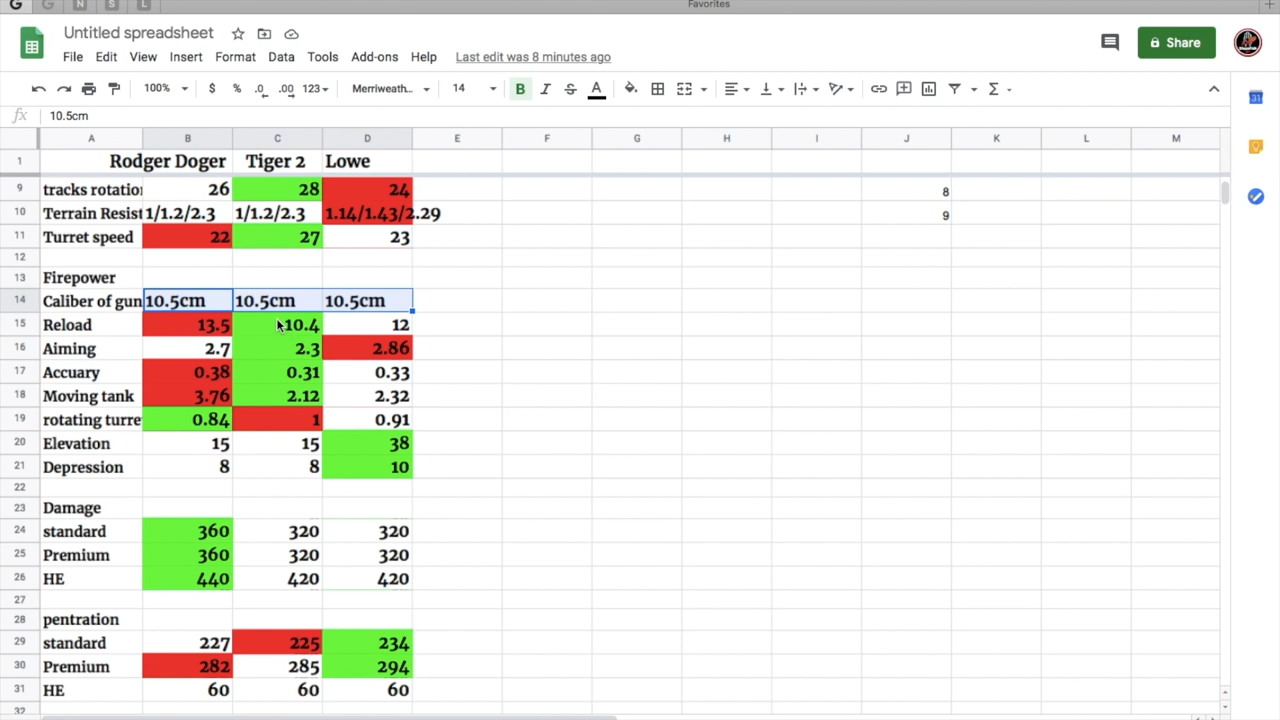 G G N S L Favorites
Untitled spreadsheet
File Edit View Insert Format Data Tools Add-ons Help Last edit was 8 minutes ago
Share
100% $ % .0 .00 123 Merriweath... 14 B I S A Σ
fx 10.5cm
A B C D E F G H I J K L M
1 Rodger Doger Tiger 2 Lowe
9 tracks rotation 26 28 24 8
10 Terrain Resist 1/1.2/2.3 1/1.2/2.3 1.14/1.43/2.29 9
11 Turret speed 22 27 23
12
13 Firepower
14 Caliber of gun 10.5cm 10.5cm 10.5cm
15 Reload 13.5 10.4 12
16 Aiming 2.7 2.3 2.86
17 Accuary 0.38 0.31 0.33
18 Moving tank 3.76 2.12 2.32
19 rotating turre 0.84 1 0.91
20 Elevation 15 15 38
21 Depression 8 8 10
22
23 Damage
24 standard 360 320 320
25 Premium 360 320 320
26 HE 440 420 420
27
28 pentration
29 standard 227 225 234
30 Premium 282 285 294
31 HE 60 60 60
32